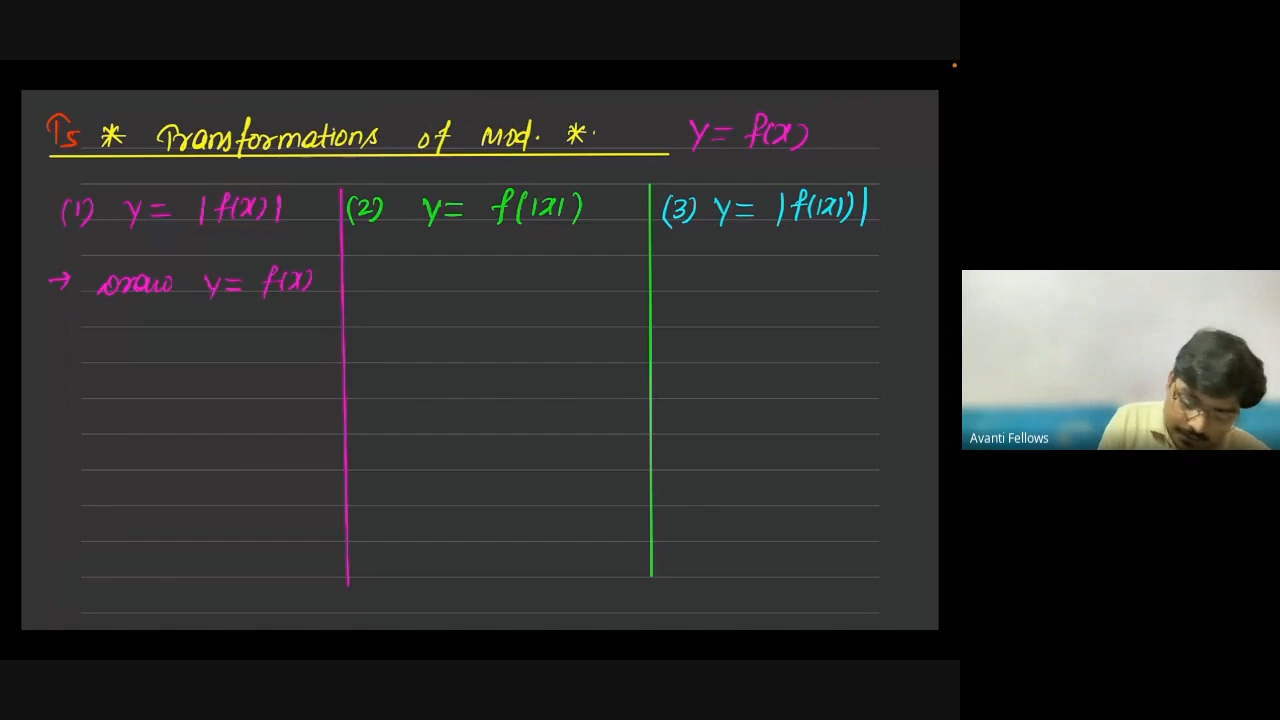 T5 * Transformations of Mod. * y = f(x)
(1) y = |f(x)| (2) y = f(|x|) (3) y = |f(|x|)|
→ Draw y = f(x)
Avanti Fellows